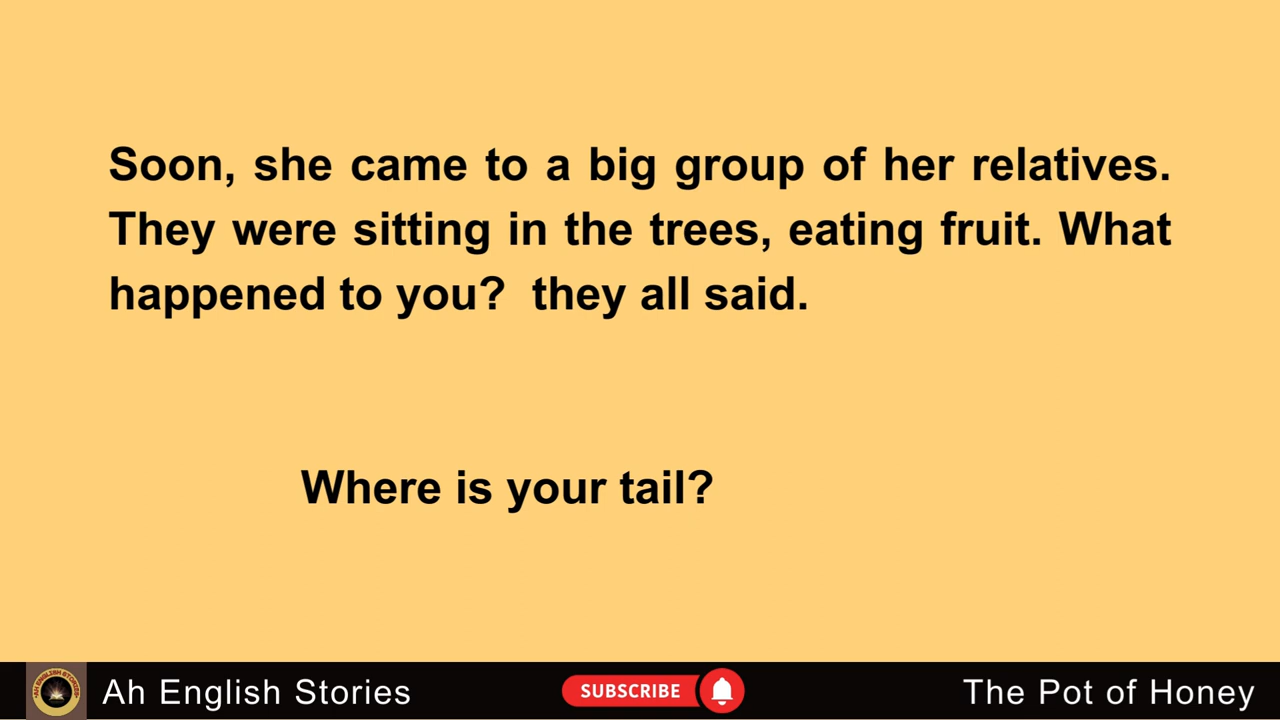 Soon, she came to a big group of her relatives.
They were sitting in the trees, eating fruit. What
happened to you?  they all said.
Where is your tail?
Ah English Stories
SUBSCRIBE
The Pot of Honey